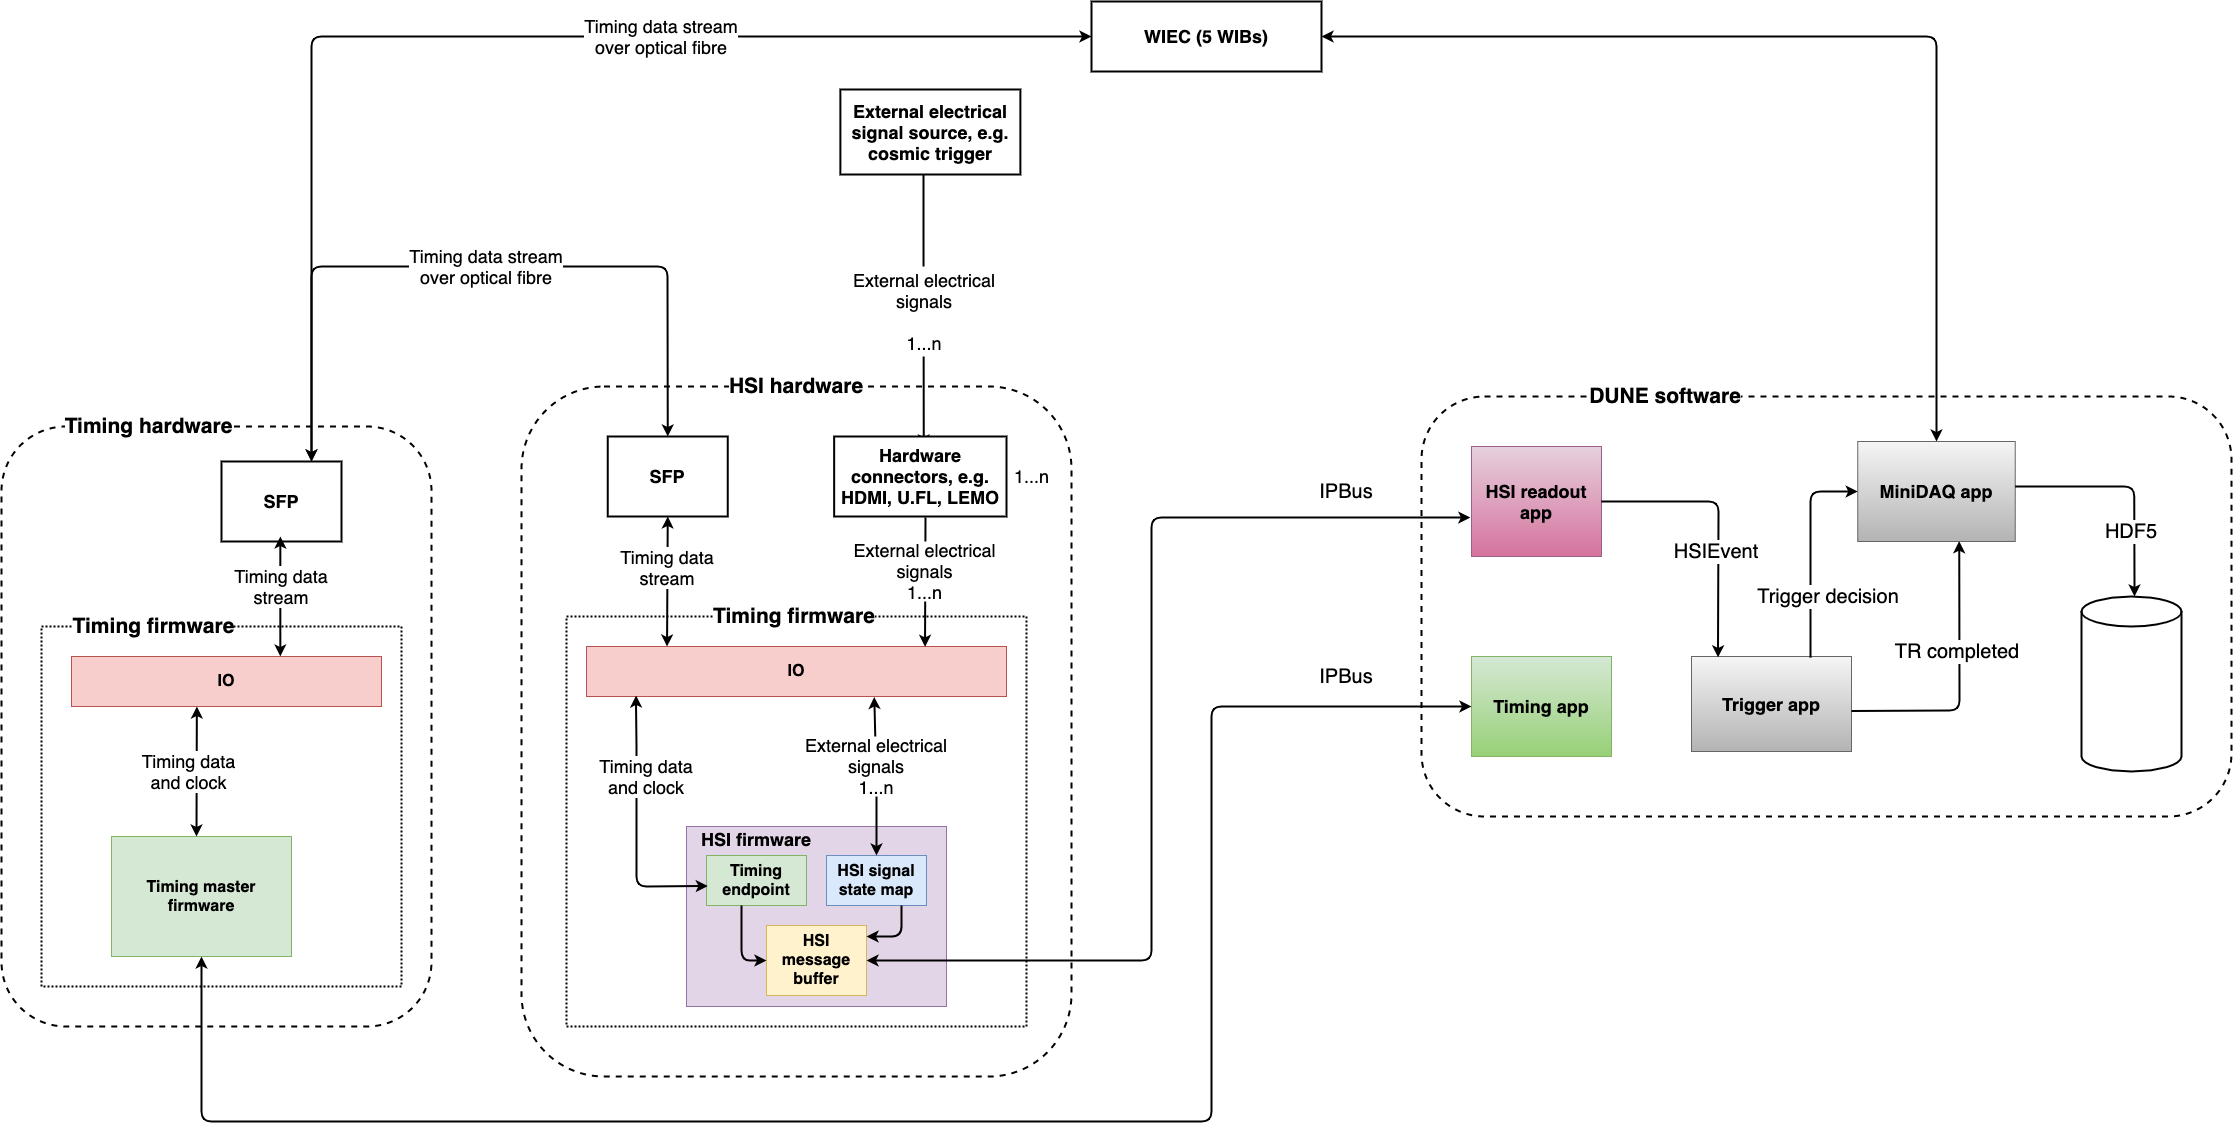 Timing data stream
over optical fibre
WIEC (5 WIBs)
External electrical
signal source, e.g.
cosmic trigger
Timing data stream
over optical fibre
External electrical
signals
1...n
HSI hardware
DUNE software
Timing hardware
SFP
Timing data
stream
Timing firmware
IO
Timing data
and clock
Timing master
firmware
SFP
Hardware
connectors, e.g.
HDMI, U.FL, LEMO
1...n
Timing data
stream
External electrical
signals
1...n
Timing firmware
IO
Timing data
and clock
External electrical
signals
1...n
HSI firmware
Timing
endpoint
HSI signal
state map
HSI
message
buffer
IPBus
IPBus
HSI readout
app
MiniDAQ app
HSIEvent
HDF5
Trigger decision
TR completed
Timing app
Trigger app